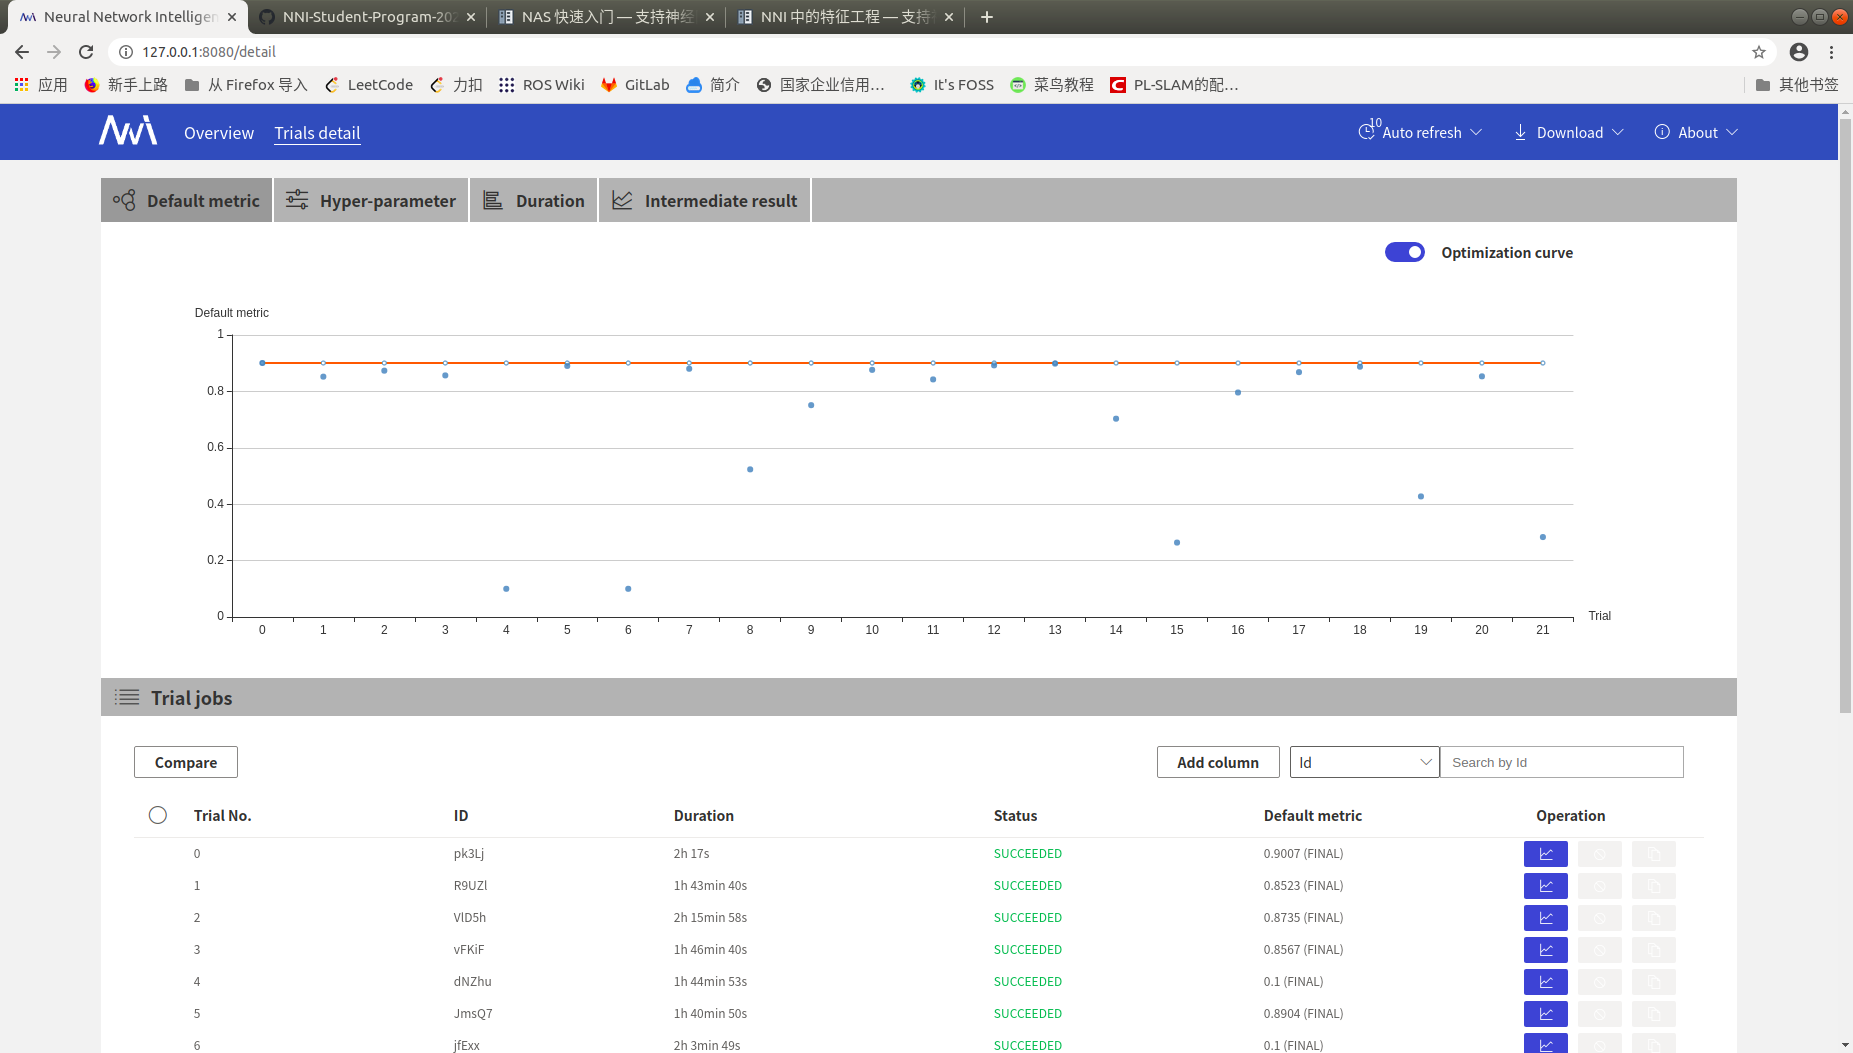 Neural Network Intelligen
NNI-Student-Program-202
NAS 快速入门 — 支持神经
NNI 中的特征工程 — 支持
127.0.0.1:8080/detail
应用
新手上路
从 Firefox 导入
LeetCode
力扣
ROS Wiki
GitLab
简介
国家企业信用...
It's FOSS
菜鸟教程
PL-SLAM的配...
其他书签
Overview
Trials detail
10
Auto refresh
Download
About
Default metric
Hyper-parameter
Duration
Intermediate result
Optimization curve
Default metric
1
0.8
0.6
0.4
0.2
0
0 1 2 3 4 5 6 7 8 9 10 11 12 13 14 15 16 17 18 19 20 21
Trial
Trial jobs
Compare
Add column
Id
Search by Id
Trial No. ID Duration Status Default metric Operation
0 pk3Lj 2h 17s SUCCEEDED 0.9007 (FINAL)
1 R9UZl 1h 43min 40s SUCCEEDED 0.8523 (FINAL)
2 VlD5h 2h 15min 58s SUCCEEDED 0.8735 (FINAL)
3 vFKiF 1h 46min 40s SUCCEEDED 0.8567 (FINAL)
4 dNZhu 1h 44min 53s SUCCEEDED 0.1 (FINAL)
5 JmsQ7 1h 40min 50s SUCCEEDED 0.8904 (FINAL)
6 jfExx 2h 3min 49s SUCCEEDED 0.1 (FINAL)